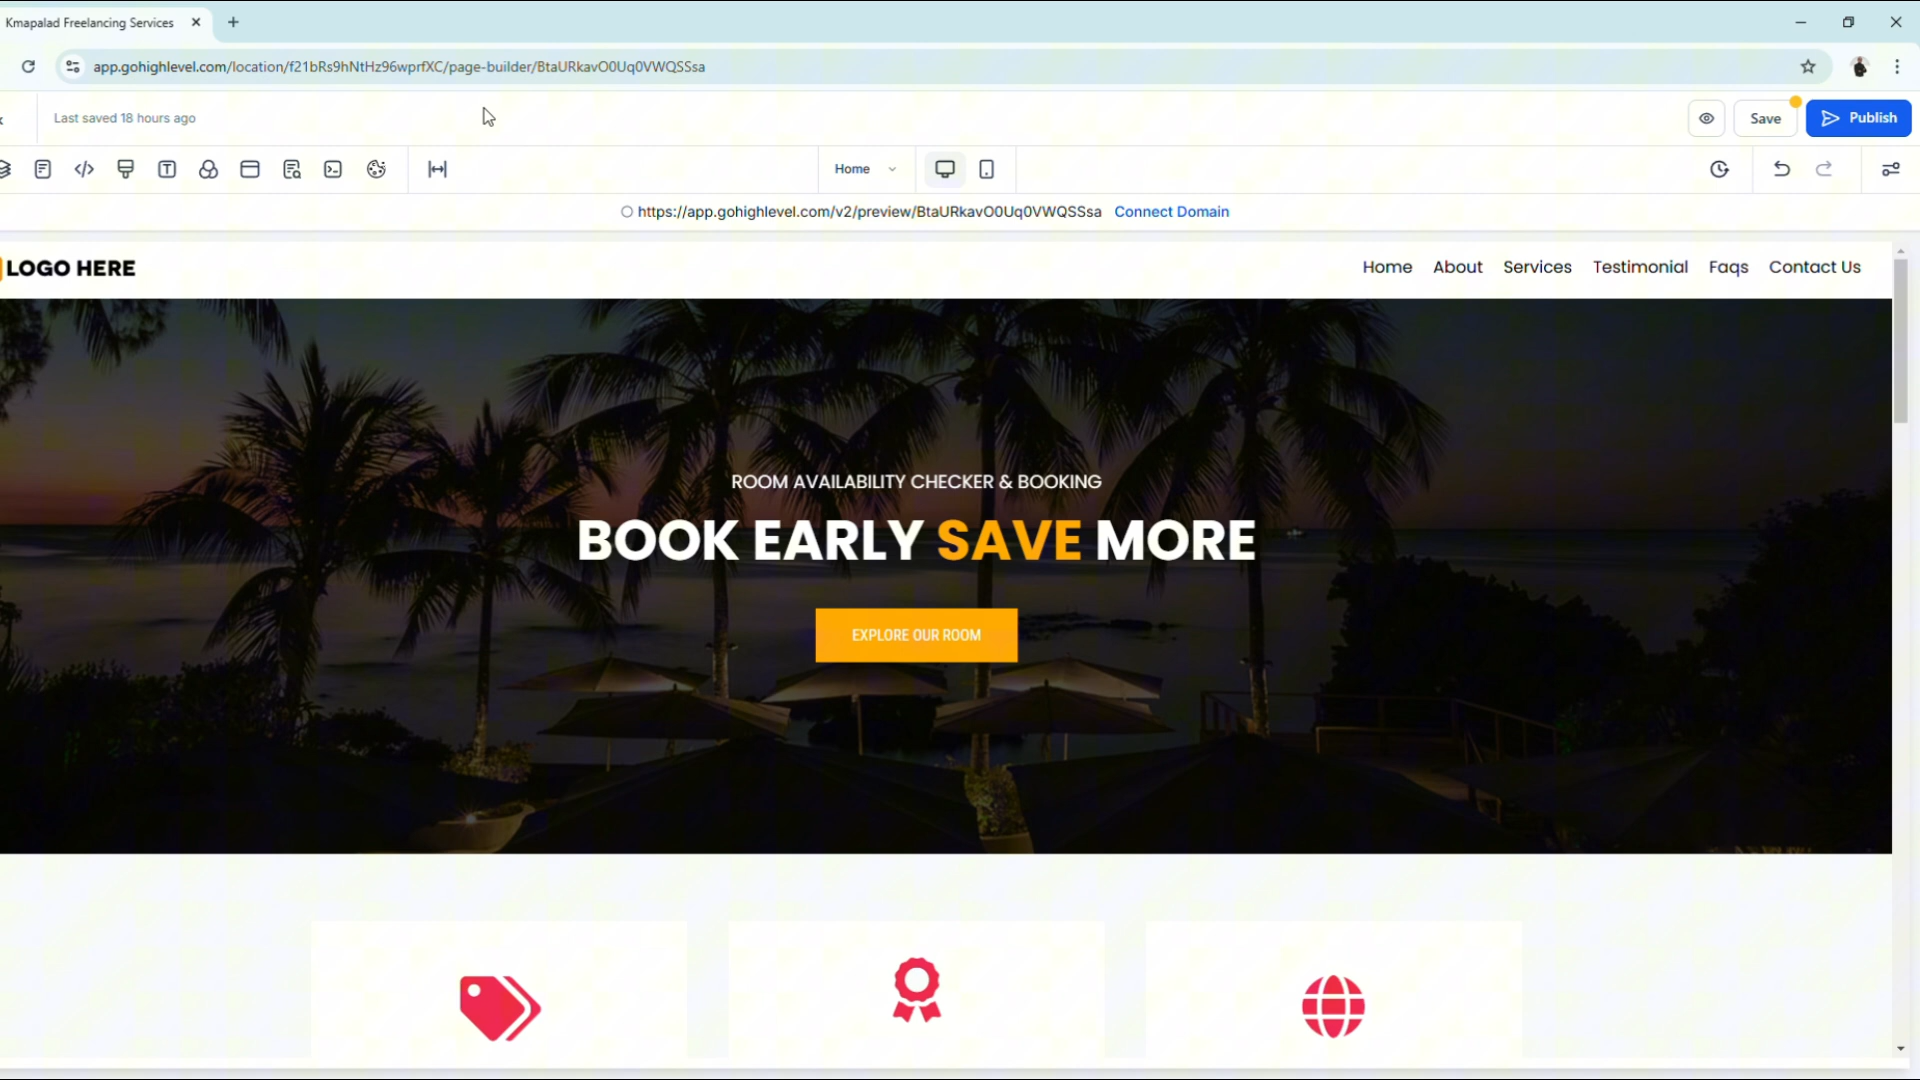 Kmapalad Freelancing Services
app.gohighlevel.com/location/f21bRs9hNtHz96wprfXC/page-builder/BtaURkavO0Uq0VWQSSsa
Last saved 18 hours ago
Save
Publish
Home
https://app.gohighlevel.com/v2/preview/BtaURkavO0Uq0VWQSSsa Connect Domain
LOGO HERE
Home About Services Testimonial Faqs Contact Us
ROOM AVAILABILITY CHECKER & BOOKING
BOOK EARLY SAVE MORE
EXPLORE OUR ROOM